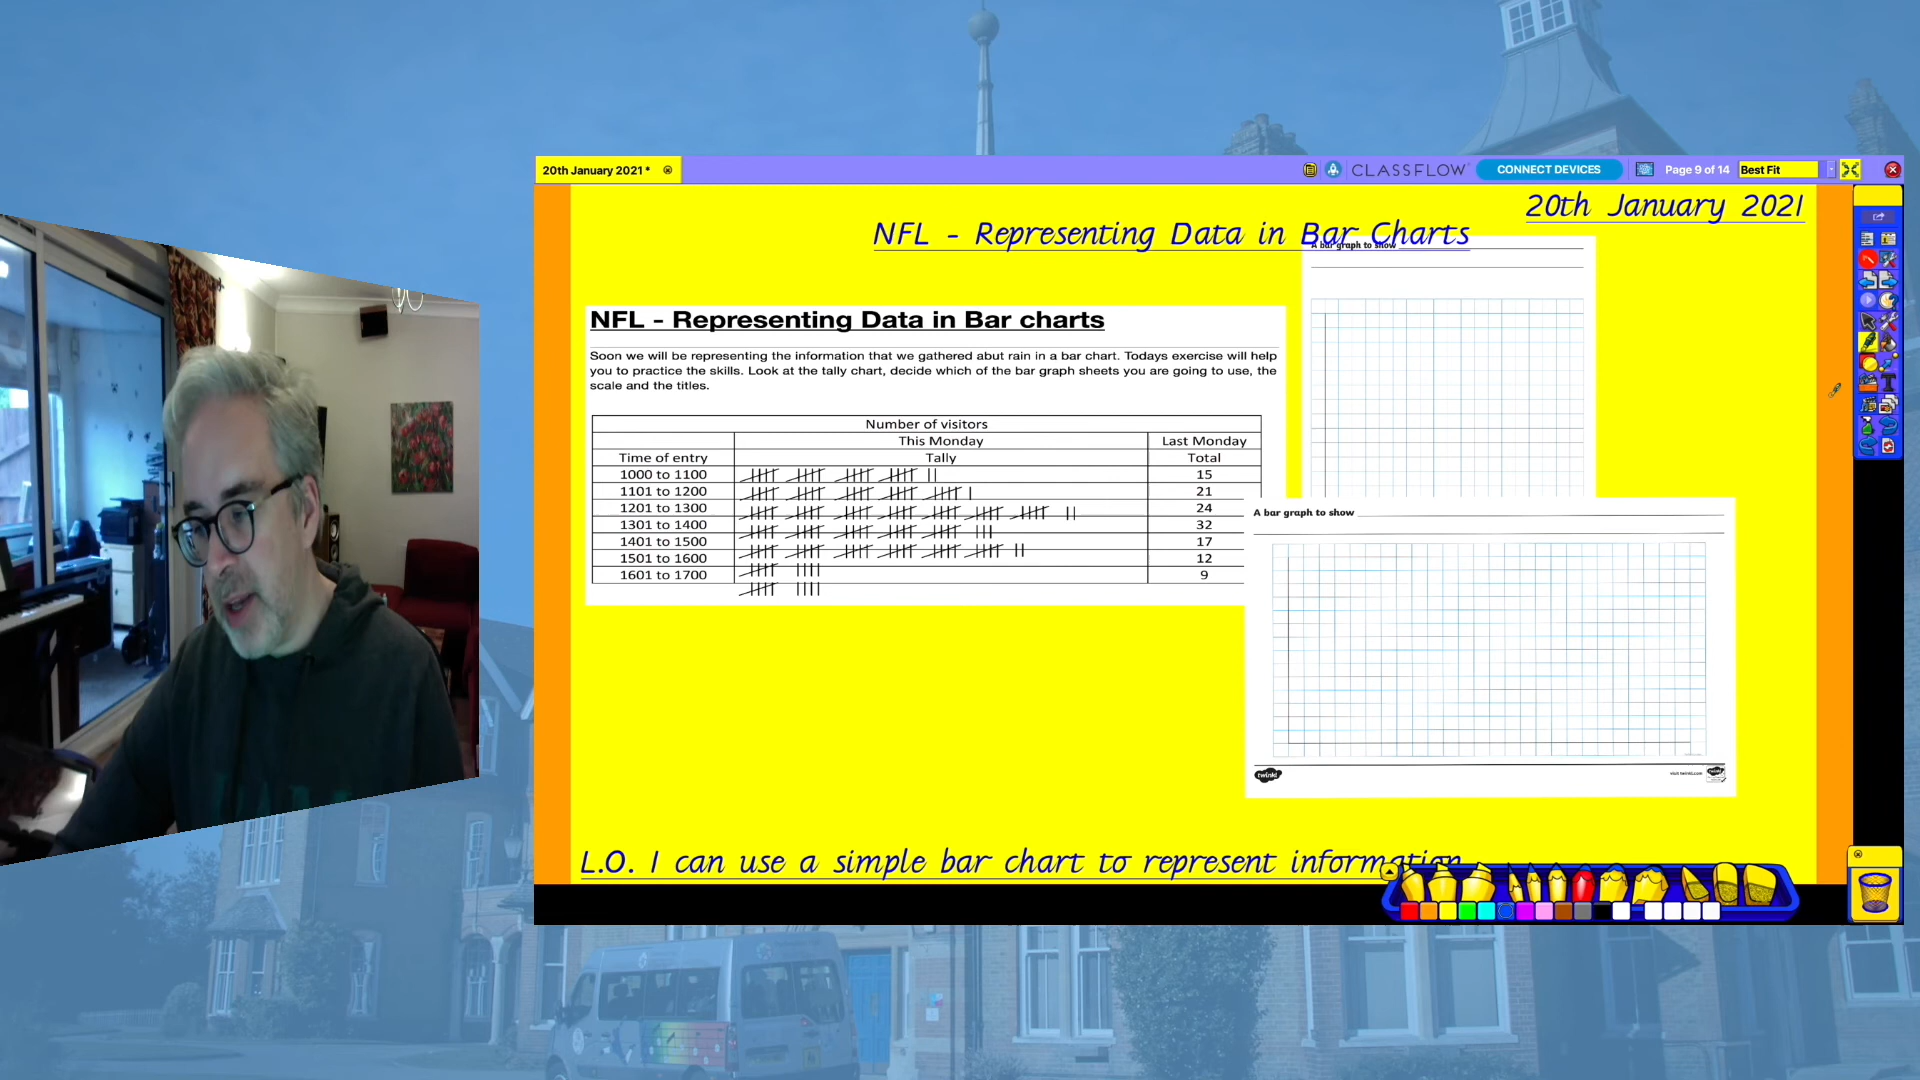 20th January 2021 *
CLASSFLOW
CONNECT DEVICES
Page 9 of 14
Best Fit
20th January 2021
NFL - Representing Data in Bar Charts
A bar graph to show
NFL - Representing Data in Bar charts
Soon we will be representing the information that we gathered abut rain in a bar chart. Todays exercise will help
you to practice the skills. Look at the tally chart, decide which of the bar graph sheets you are going to use, the
scale and the titles.
Number of visitors
This Monday Last Monday
Time of entry Tally Total
1000 to 1100 15
1101 to 1200 21
1201 to 1300 24
1301 to 1400 32
1401 to 1500 17
1501 to 1600 12
1601 to 1700 9
A bar graph to show
twinkl
visit twinkl.com
L.O. I can use a simple bar chart to represent information